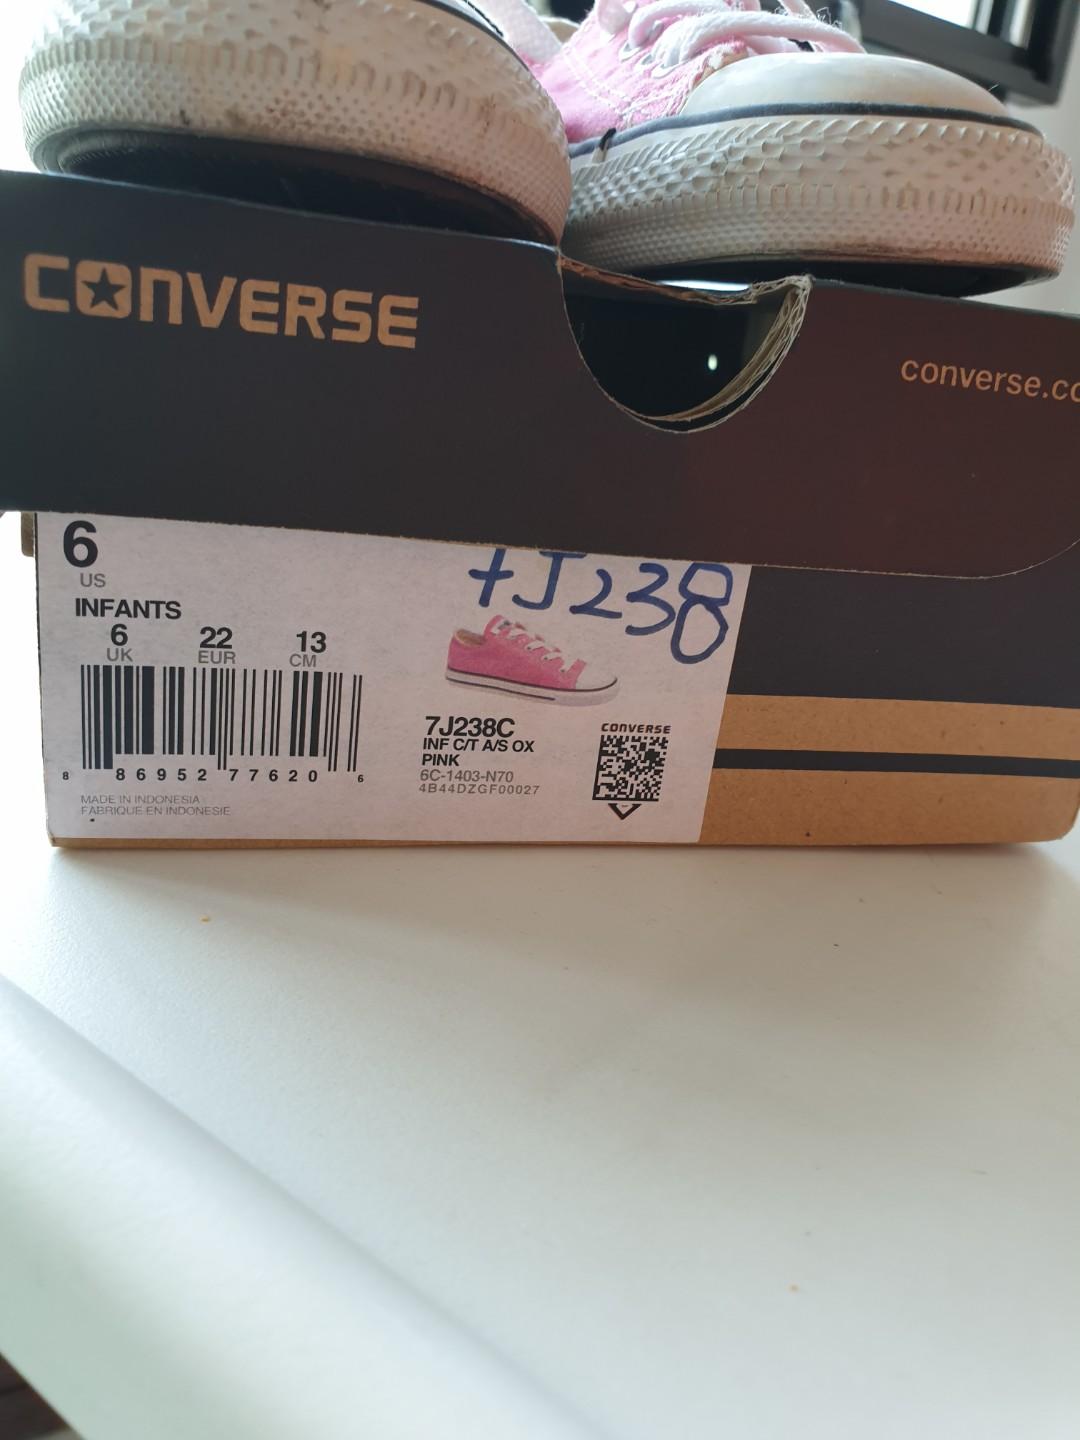 CONVERSE
converse.co
6
US
INFANTS
6 22 13
UK EUR CM
8 86952 77620 6
MADE IN INDONESIA
FABRIQUE EN INDONESIE
7J238
7J238C
INF C/T A/S OX
PINK
6C-1403-N70
4B44DZGF00027
CONVERSE